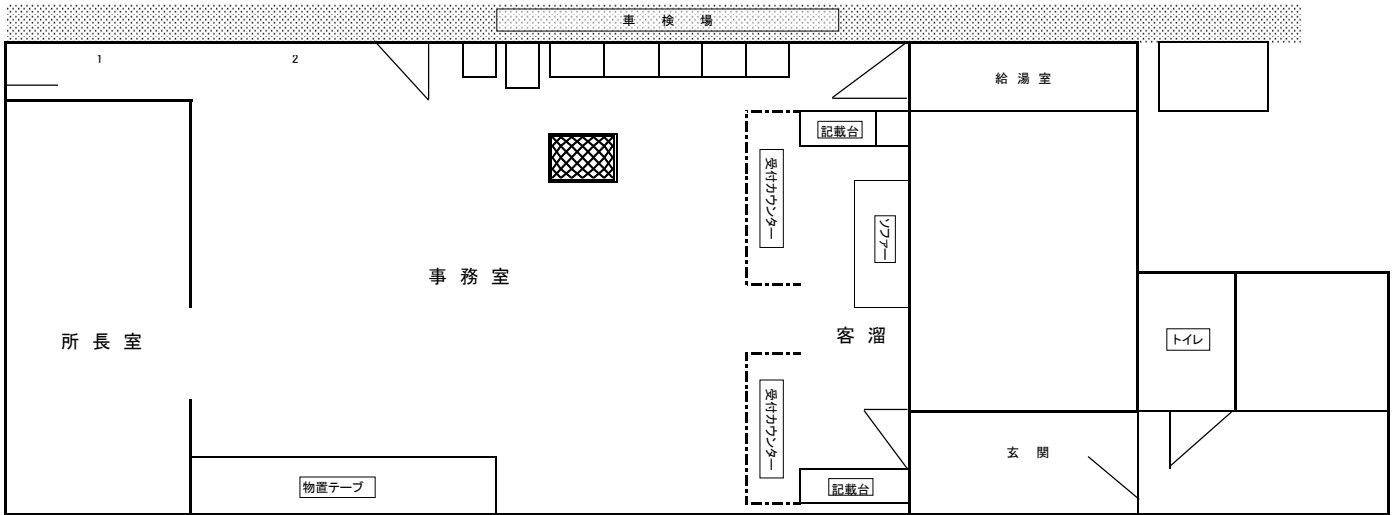 車検場
1
2
給湯室
記載台
受付カウンター
ソファー
事務室
客溜
所長室
トイレ
受付カウンター
玄関
物置テーブ
記載台